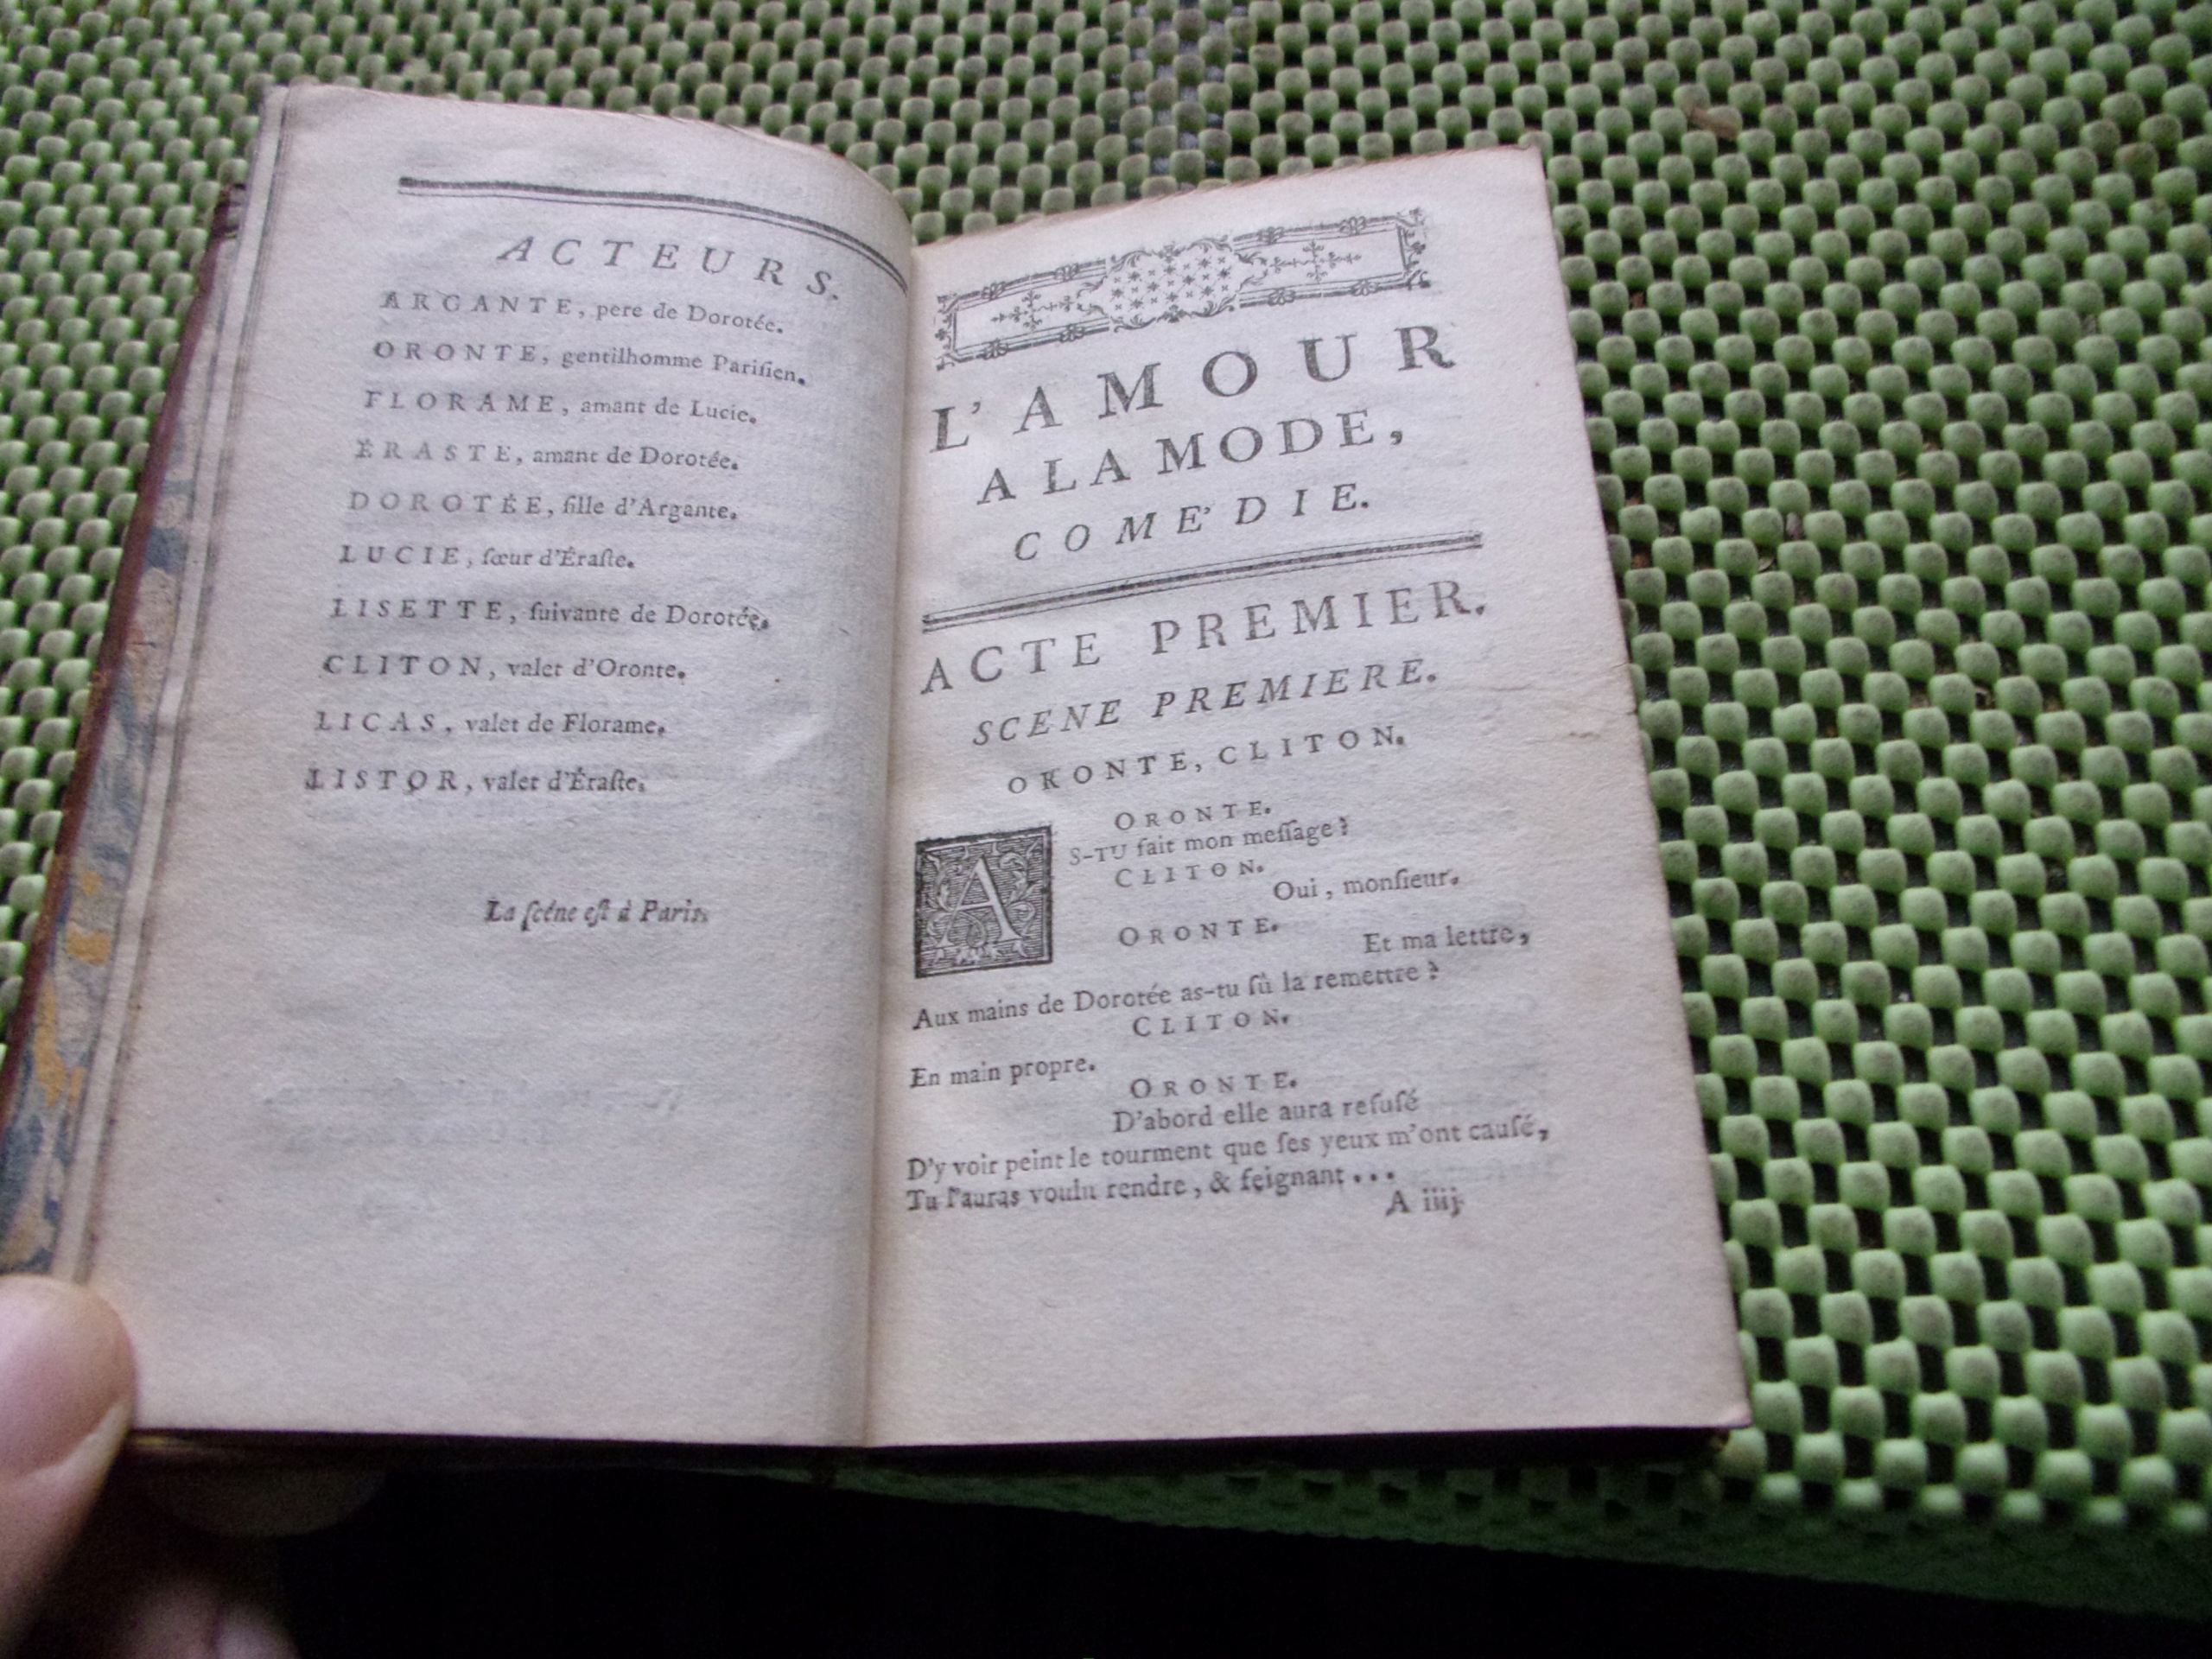 ACTEURS.
ARGANTE, pere de Dorotée.
ORONTE, gentilhomme Pariſien.
FLORAME, amant de Lucie.
ÉRASTE, amant de Dorotée.
DOROTÉE, fille d'Argante.
LUCIE, ſœur d'Éraſte.
LISETTE, ſuivante de Dorotée.
CLITON, valet d'Oronte.
LICAS, valet de Florame.
LISTOR, valet d'Éraſte.
La ſcéne eſt à Paris.
L'AMOUR
A LA MODE,
COME'DIE.
ACTE PREMIER.
SCENE PREMIERE.
ORONTE, CLITON.
ORONTE.
AS-TU fait mon meſſage?
CLITON.
Oui, monſieur.
ORONTE.
Et ma lettre,
Aux mains de Dorotée as-tu ſû la remettre?
CLITON.
En main propre.
ORONTE.
D'abord elle aura refuſé
D'y voir peint le tourment que ſes yeux m'ont cauſé,
Tu l'auras voulu rendre, & feignant...
A iiij